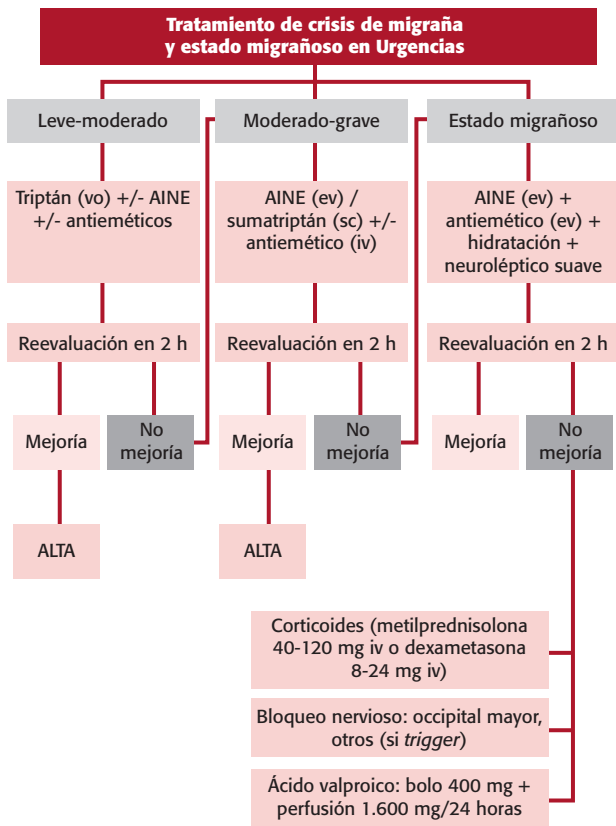 Tratamiento de crisis de migraña
y estado migrañoso en Urgencias
Leve-moderado
Moderado-grave
Estado migrañoso
Triptán (vo) +/- AINE
+/- antieméticos
AINE (ev) /
sumatriptán (sc) +/-
antiemético (iv)
AINE (ev) +
antiemético (ev) +
hidratación +
neuroléptico suave
Reevaluación en 2 h
Reevaluación en 2 h
Reevaluación en 2 h
Mejoría
No
mejoría
Mejoría
No
mejoría
Mejoría
No
mejoría
ALTA
ALTA
Corticoides (metilprednisolona
40-120 mg iv o dexametasona
8-24 mg iv)
Bloqueo nervioso: occipital mayor,
otros (si trigger)
Ácido valproico: bolo 400 mg +
perfusión 1.600 mg/24 horas